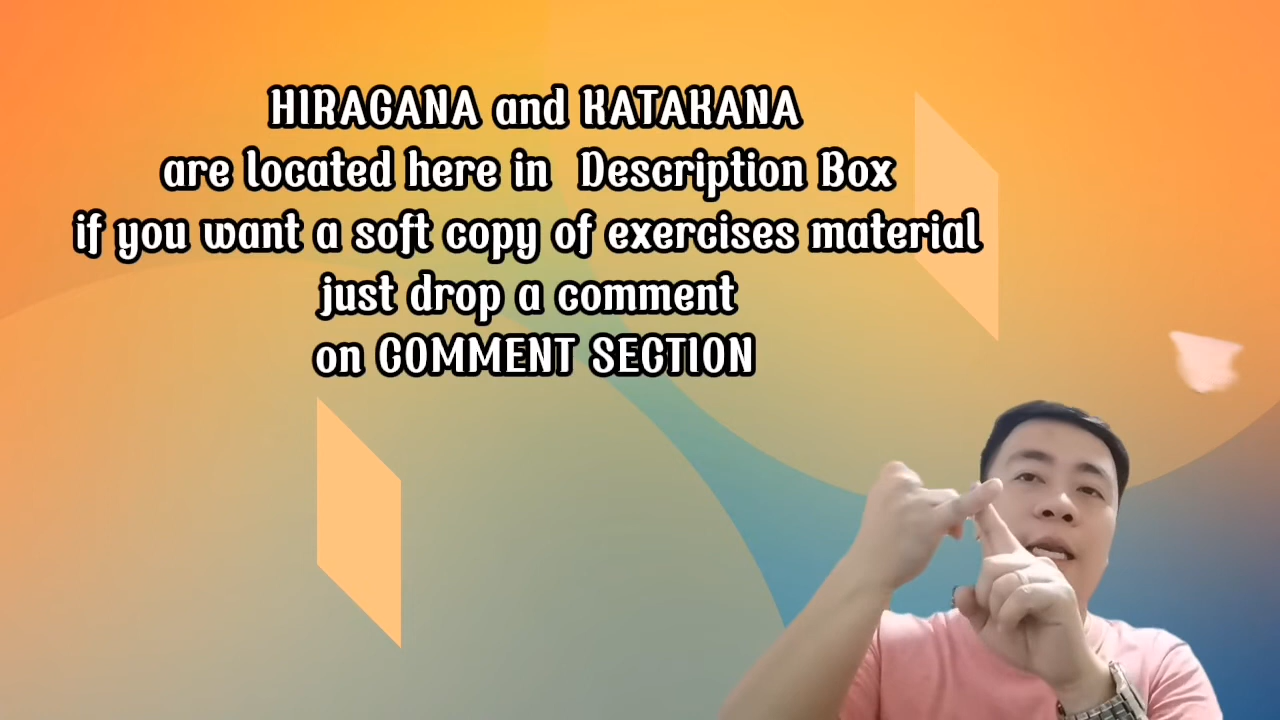 HIRAGANA and KATAKANA
are located here in Description Box
if you want a soft copy of exercises material
just drop a comment
on COMMENT SECTION